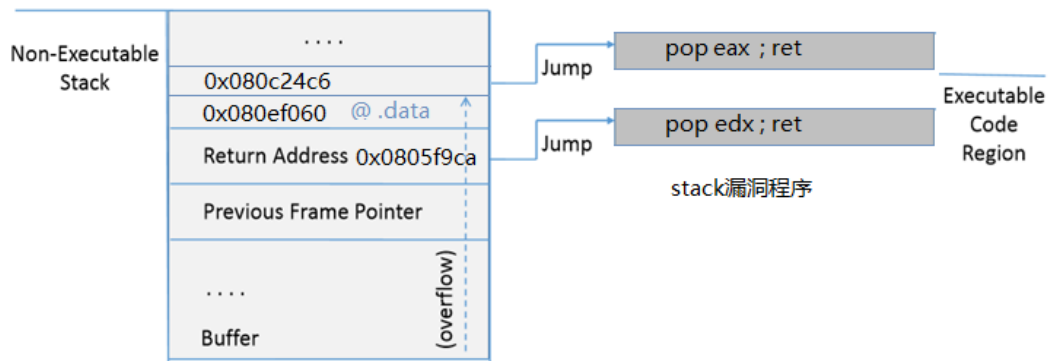 Non-Executable
Stack
....
0x080c24c6
0x080ef060 @ .data
Return Address 0x0805f9ca
Previous Frame Pointer
....
Buffer
(overflow)
Jump
pop eax ; ret
Jump
pop edx ; ret
Executable
Code
Region
stack漏洞程序